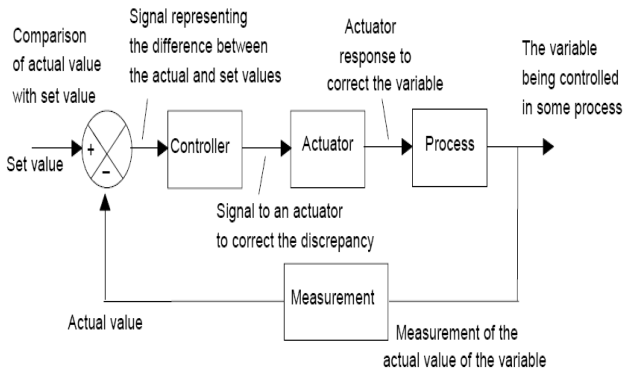 Comparison
of actual value
with set value
Signal representing
the difference between
the actual and set values
Actuator
response to
correct the variable
The variable
being controlled
in some process
Set value
+
−
Controller
Actuator
Process
Signal to an actuator
to correct the discrepancy
Measurement
Actual value
Measurement of the
actual value of the variable